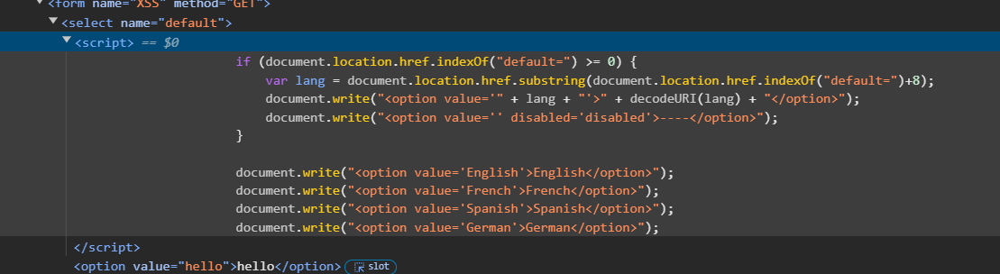 <form name="XSS" method="GET">
<select name="default">
<script> == $0
if (document.location.href.indexOf("default=") >= 0) {
var lang = document.location.href.substring(document.location.href.indexOf("default=")+8);
document.write("<option value='" + lang + "'>" + decodeURI(lang) + "</option>");
document.write("<option value='' disabled='disabled'>----</option>");
}
document.write("<option value='English'>English</option>");
document.write("<option value='French'>French</option>");
document.write("<option value='Spanish'>Spanish</option>");
document.write("<option value='German'>German</option>");
</script>
<option value="hello">hello</option> slot